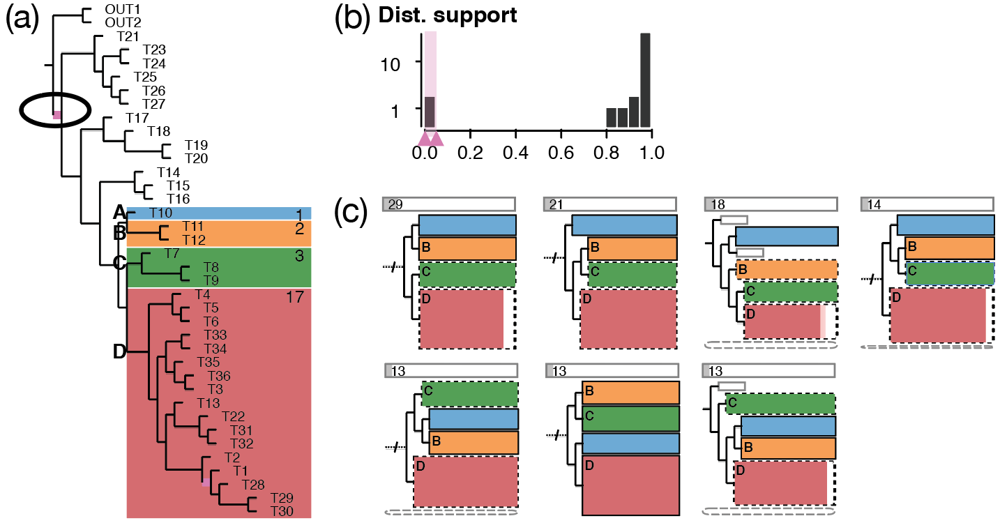 (a)
OUT1
OUT2
T21
T23
T24
T25
T26
T27
T17
T18
T19
T20
T14
T15
T16
A T10 1
B T11 2
T12
C T7 3
T8
T9
T4 17
T5
T6
T33
T34
D
T35
T36
T3
T13
T22
T31
T32
T2
T1
T28
T29
T30
(b) Dist. support
10
1
0.0 0.2 0.4 0.6 0.8 1.0
(c)
29
B
C
D
21
B
C
D
18
B
C
D
14
B
C
D
13
C
B
D
13
B
C
D
13
C
B
D